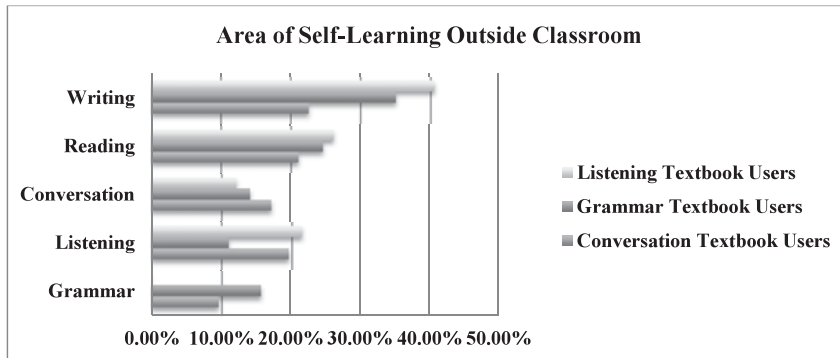 Area of Self-Learning Outside Classroom
Writing
Reading
Conversation
Listening
Grammar
0.00% 10.00% 20.00% 30.00% 40.00% 50.00%
Listening Textbook Users
Grammar Textbook Users
Conversation Textbook Users